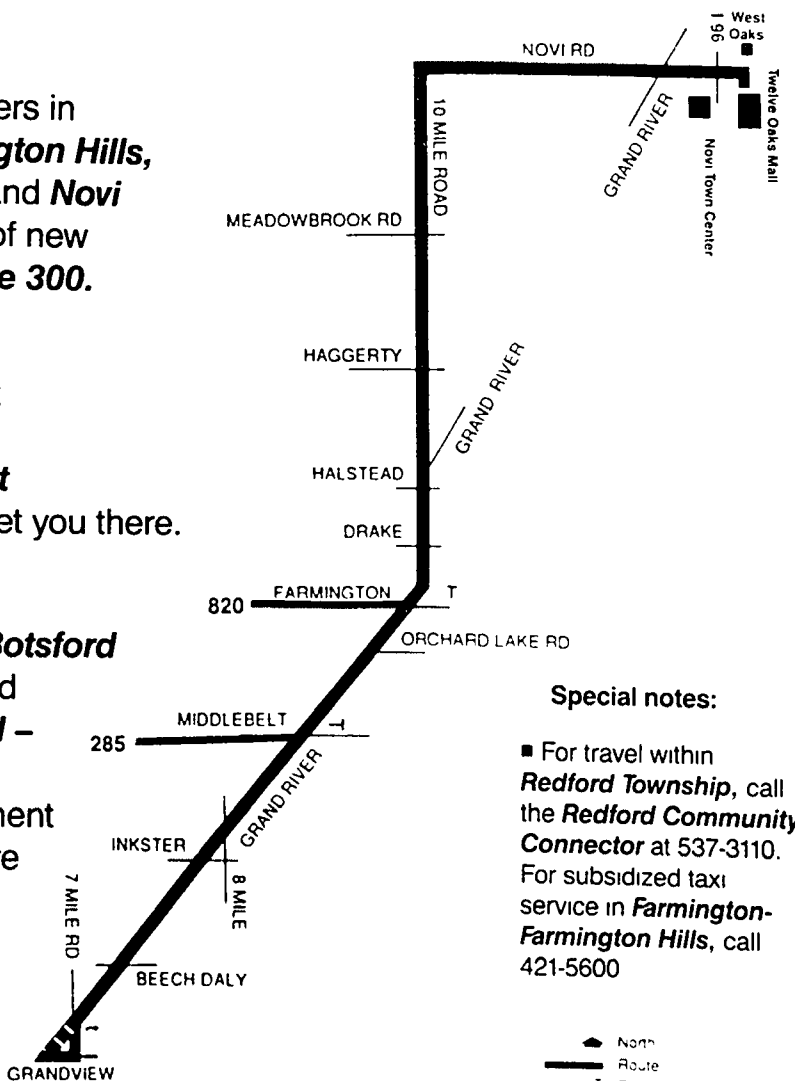 ers in
gton Hills,
and Novi
of new
e 300.
t
et you there.
Botsford
d
l –
ment
re
West
Oaks
I 96
Twelve Oaks Mall
NOVI RD
GRAND RIVER
Novi Town Center
10 MILE ROAD
MEADOWBROOK RD
HAGGERTY
GRAND RIVER
HALSTEAD
DRAKE
820
FARMINGTON
T
ORCHARD LAKE RD
285
MIDDLEBELT
T
GRAND RIVER
INKSTER
8 MILE
7 MILE RD
BEECH DALY
GRANDVIEW
Special notes:
■ For travel within
Redford Township, call
the Redford Community
Connector at 537-3110.
For subsidized taxi
service in Farmington-
Farmington Hills, call
421-5600
North
Route